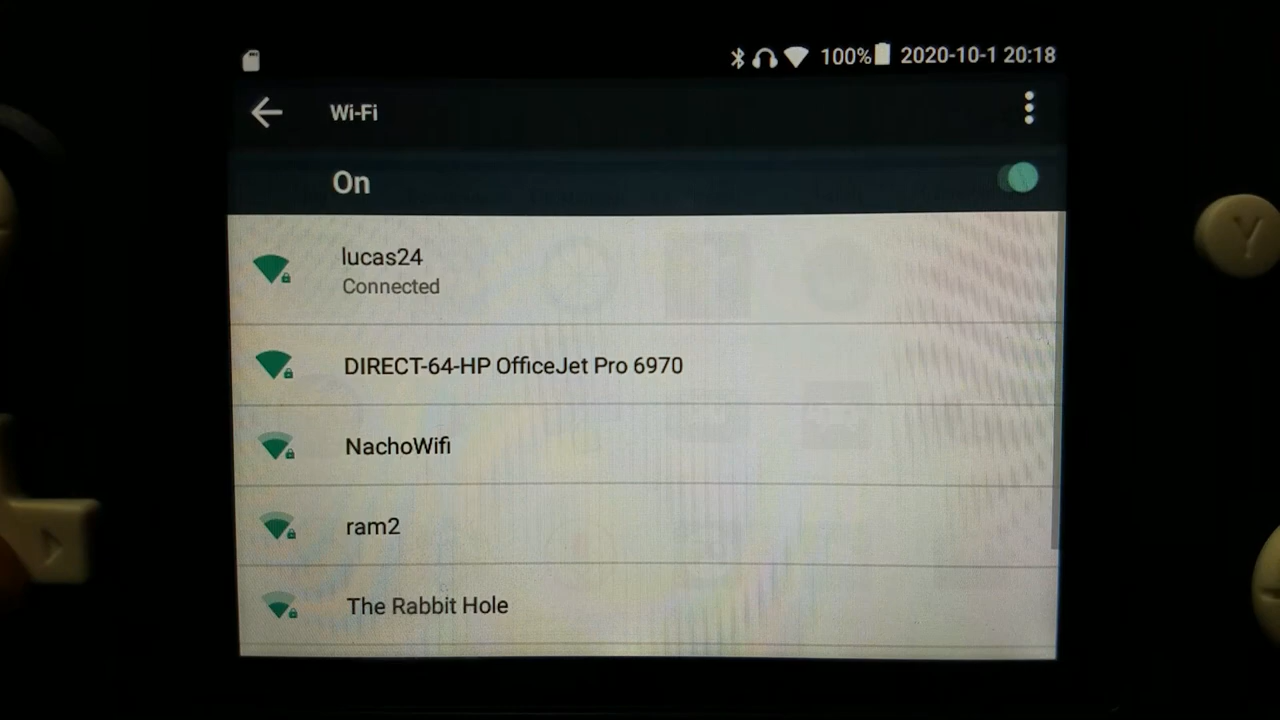 100% 2020-10-1 20:18
Wi-Fi
On
lucas24
Connected
DIRECT-64-HP OfficeJet Pro 6970
NachoWifi
ram2
The Rabbit Hole
Y